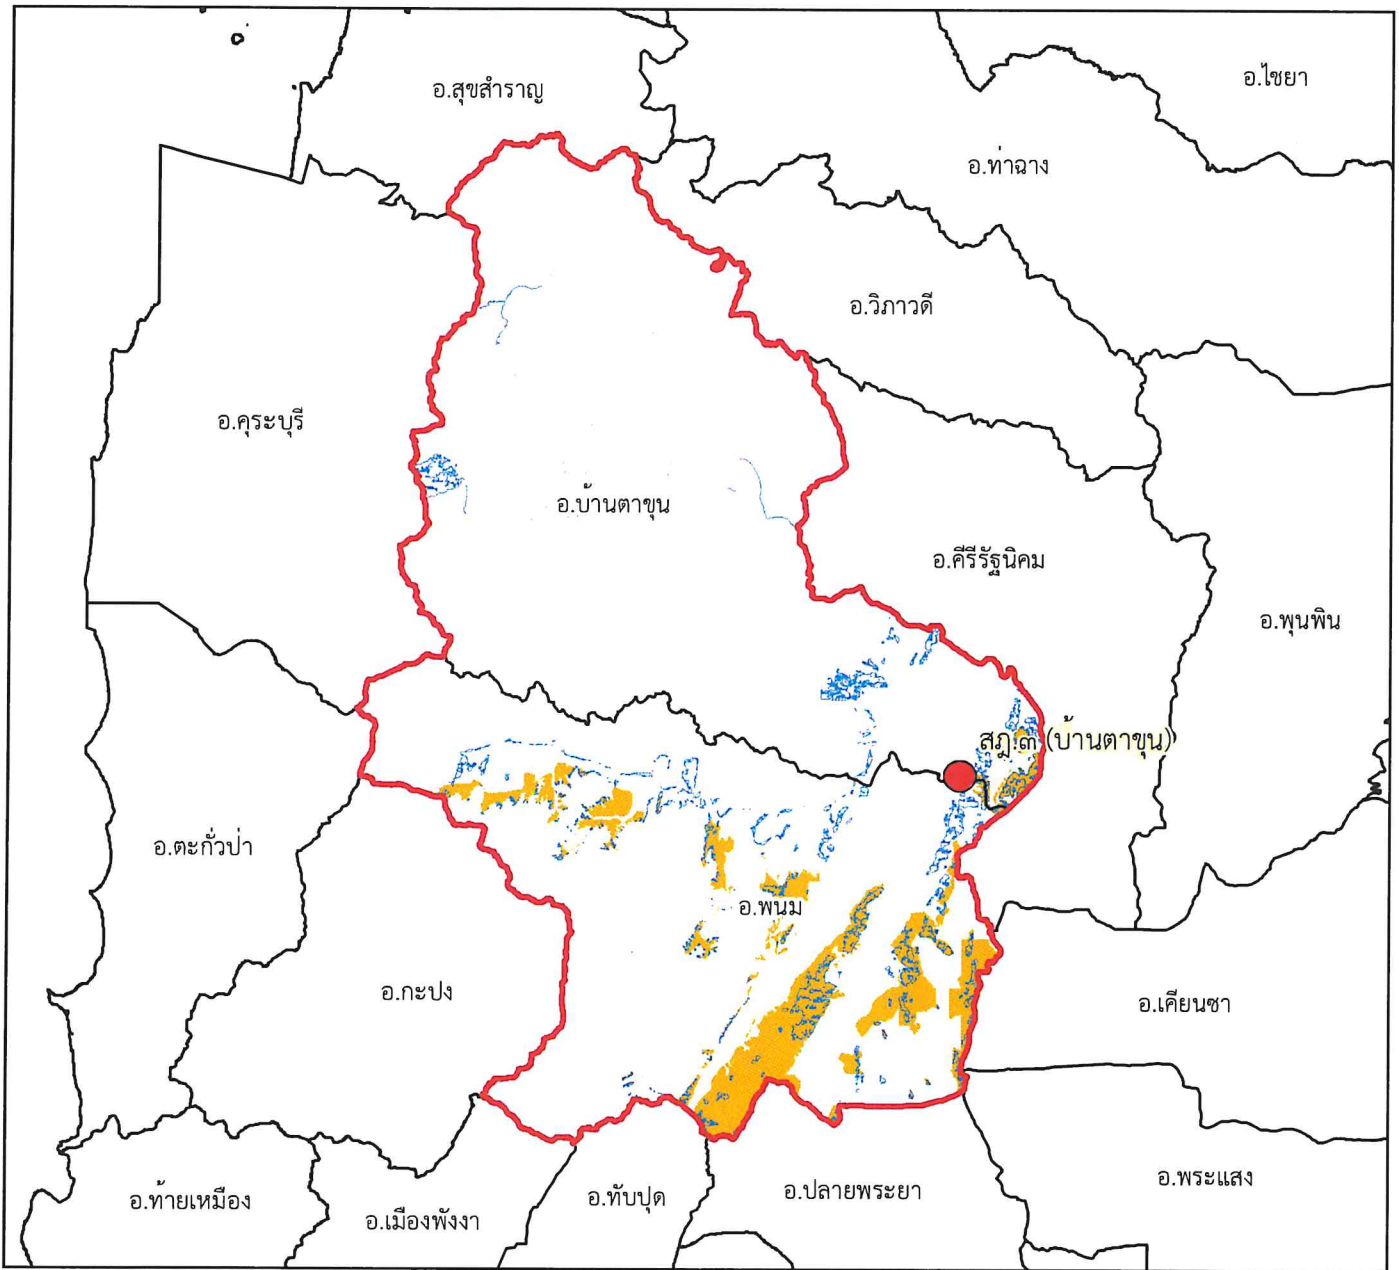 อ.ไชยา
อ.สุขสำราญ
อ.ท่าฉาง
อ.วิภาวดี
อ.คุระบุรี
อ.บ้านตาขุน
อ.คีรีรัฐนิคม
อ.พุนพิน
สฎ.๓ (บ้านตาขุน)
อ.ตะกั่วป่า
อ.พนม
อ.กะปง
อ.เคียนซา
อ.พระแสง
อ.ปลายพระยา
อ.ทับปุด
อ.ท้ายเหมือง
อ.เมืองพังงา